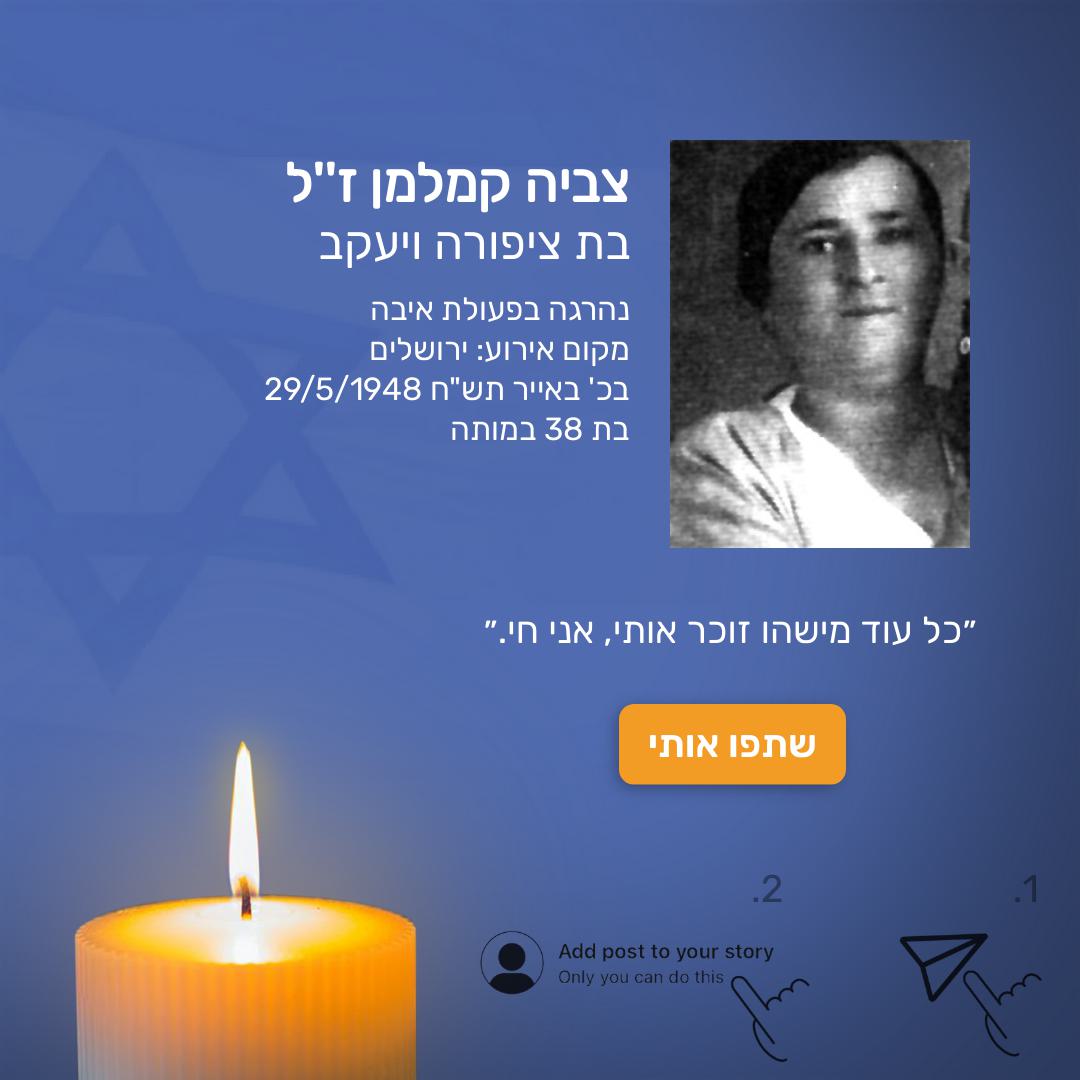 צביה קמלמן ז"ל
בת ציפורה ויעקב
נהרגה בפעולת איבה
מקום אירוע: ירושלים
בכ' באייר תש"ח 29/5/1948
בת 38 במותה
״כל עוד מישהו זוכר אותי, אני חי.״
שתפו אותי
1.
2.
Add post to your story
Only you can do this